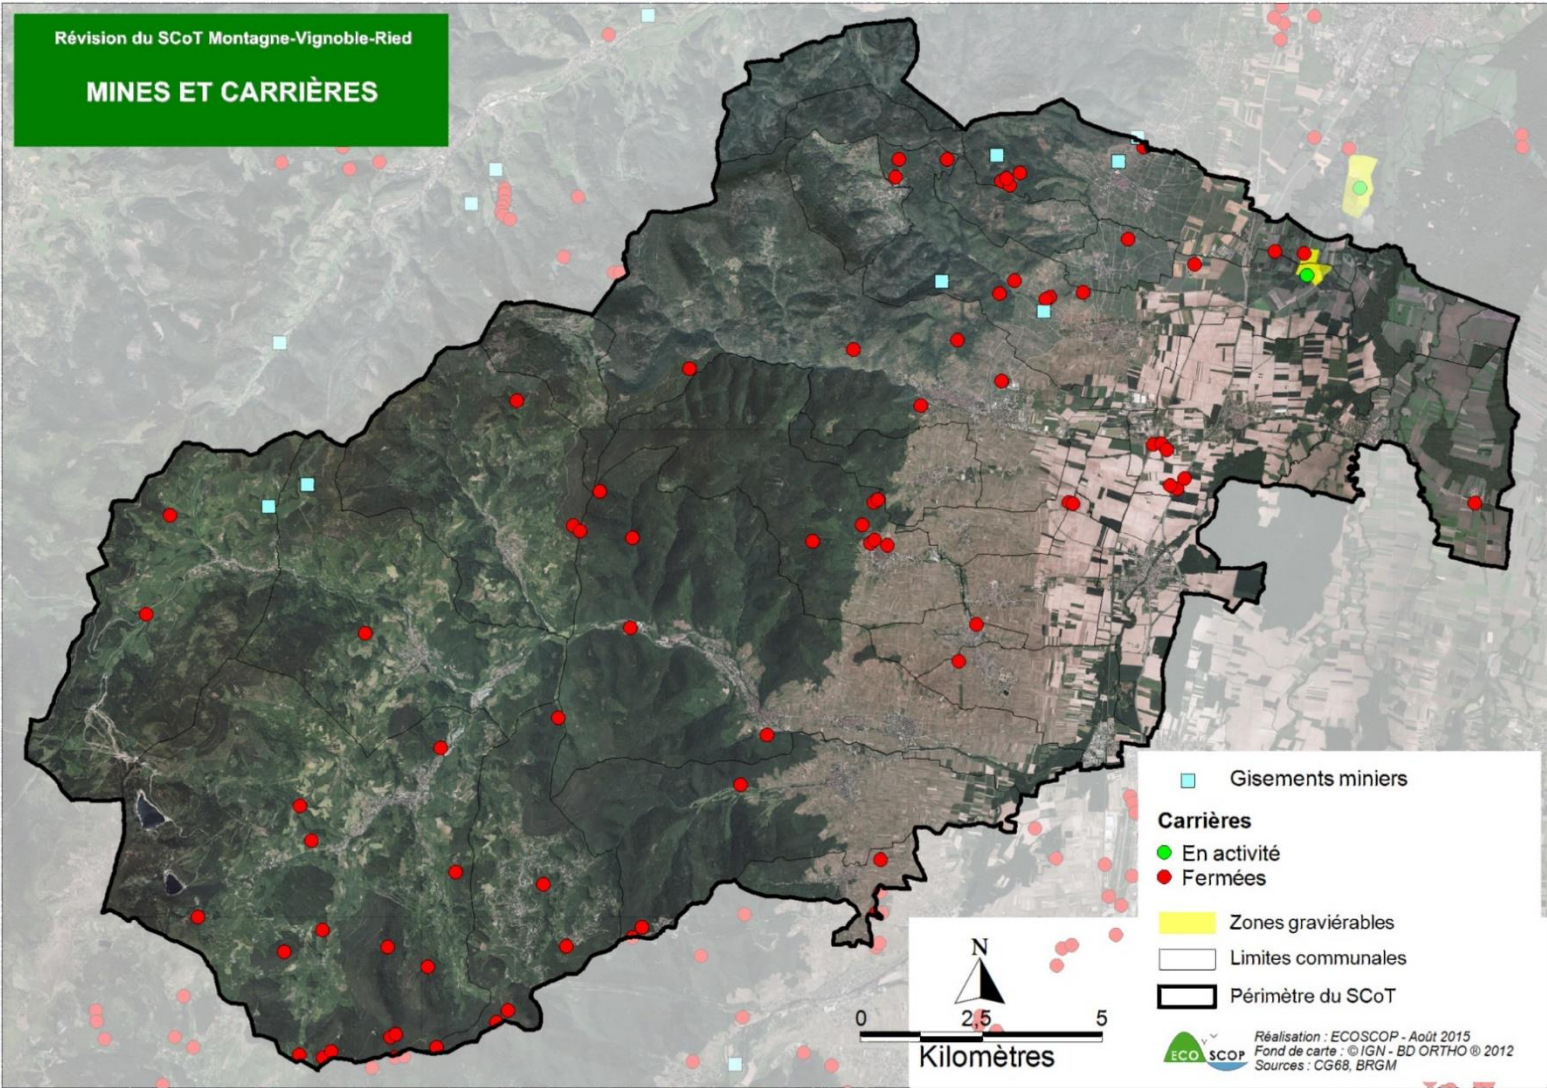 Révision du SCoT Montagne-Vignoble-Ried
MINES ET CARRIÈRES
Gisements miniers
Carrières
En activité
Fermées
Zones graviérables
Limites communales
Périmètre du SCoT
N
0 2,5 5
Kilomètres
ECO SCOP
Réalisation : ECOSCOP - Août 2015
Fond de carte : © IGN - BD ORTHO ® 2012
Sources : CG68, BRGM